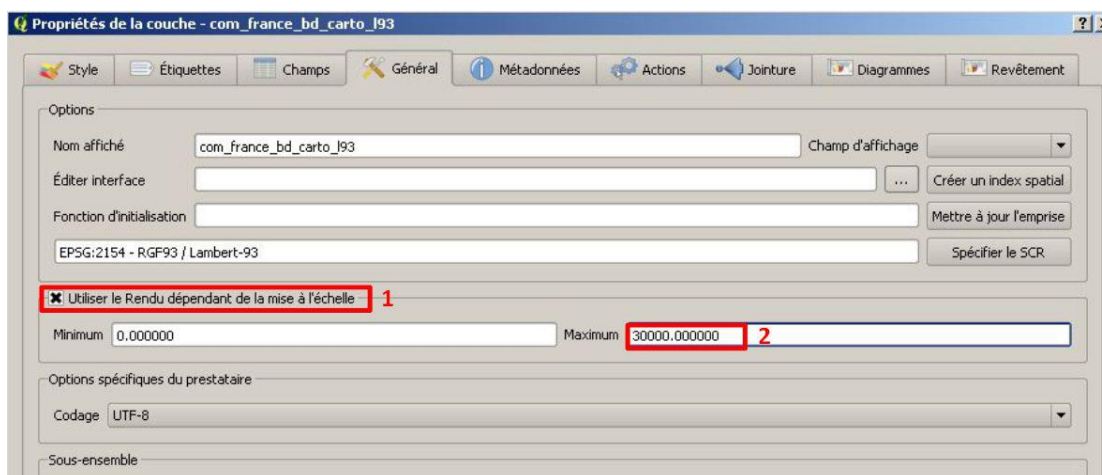 Propriétés de la couche - com_france_bd_carto_l93
Style Étiquettes Champs Général Métadonnées Actions Jointure Diagrammes Revêtement
Options
Nom affiché com_france_bd_carto_l93 Champ d'affichage
Éditer interface ... Créer un index spatial
Fonction d'initialisation Mettre à jour l'emprise
EPSG:2154 - RGF93 / Lambert-93 Spécifier le SCR
Utiliser le Rendu dépendant de la mise à l'échelle 1
Minimum 0.000000 Maximum 30000.000000 2
Options spécifiques du prestataire
Codage UTF-8
Sous-ensemble